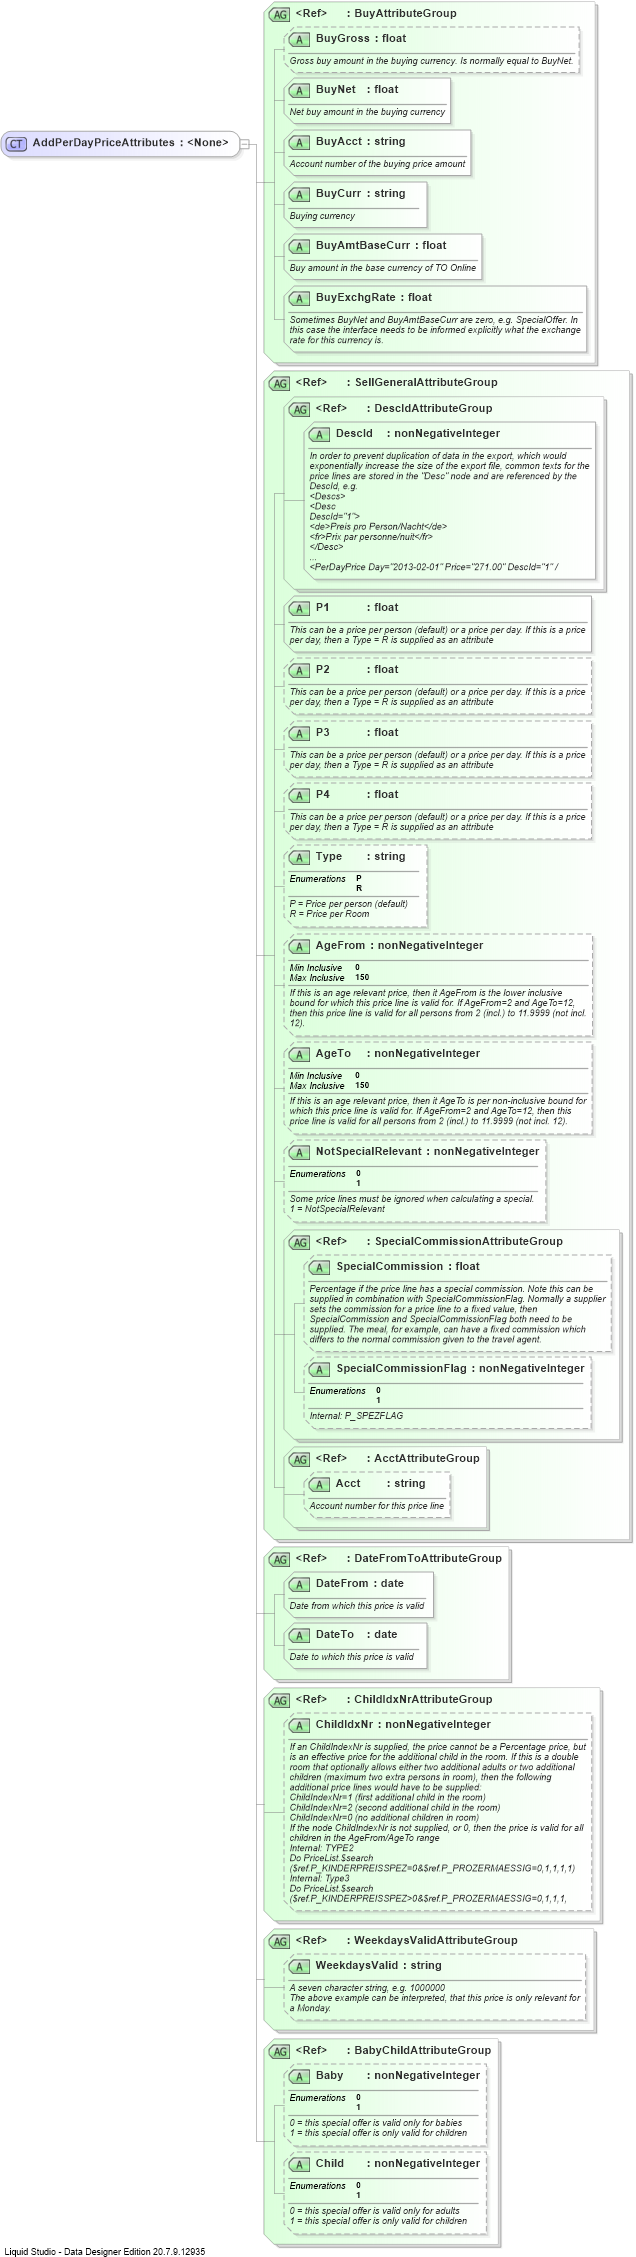 AG <Ref> : BuyAttributeGroup
A BuyGross : float
Gross buy amount in the buying currency. Is normally equal to BuyNet.
A BuyNet : float
Net buy amount in the buying currency
CT AddPerDayPriceAttributes : <None>
A BuyAcct : string
Account number of the buying price amount
A BuyCurr : string
Buying currency
A BuyAmtBaseCurr : float
Buy amount in the base currency of TO Online
A BuyExchgRate : float
Sometimes BuyNet and BuyAmtBaseCurr are zero, e.g. SpecialOffer. In
this case the interface needs to be informed explicitly what the exchange
rate for this currency is.
AG <Ref> : SellGeneralAttributeGroup
AG <Ref> : DescIdAttributeGroup
A DescId : nonNegativeInteger
In order to prevent duplication of data in the export, which would
exponentially increase the size of the export file, common texts for the
price lines are stored in the "Desc" node and are referenced by the
DescId, e.g.
<Descs>
<Desc
DescId="1">
<de>Preis pro Person/Nacht</de>
<fr>Prix par personne/nuit</fr>
</Desc>
...
<PerDayPrice Day="2013-02-01" Price="271.00" DescId="1" /
A P1 : float
This can be a price per person (default) or a price per day. If this is a price
per day, then a Type = R is supplied as an attribute
A P2 : float
This can be a price per person (default) or a price per day. If this is a price
per day, then a Type = R is supplied as an attribute
A P3 : float
This can be a price per person (default) or a price per day. If this is a price
per day, then a Type = R is supplied as an attribute
A P4 : float
This can be a price per person (default) or a price per day. If this is a price
per day, then a Type = R is supplied as an attribute
A Type : string
Enumerations P
R
P = Price per person (default)
R = Price per Room
A AgeFrom : nonNegativeInteger
Min Inclusive 0
Max Inclusive 150
If this is an age relevant price, then it AgeFrom is the lower inclusive
bound for which this price line is valid for. If AgeFrom=2 and AgeTo=12,
then this price line is valid for all persons from 2 (incl.) to 11.9999 (not incl.
12).
A AgeTo : nonNegativeInteger
Min Inclusive 0
Max Inclusive 150
If this is an age relevant price, then it AgeTo is per non-inclusive bound for
which this price line is valid for. If AgeFrom=2 and AgeTo=12, then this
price line is valid for all persons from 2 (incl.) to 11.9999 (not incl. 12).
A NotSpecialRelevant : nonNegativeInteger
Enumerations 0
1
Some price lines must be ignored when calculating a special.
1 = NotSpecialRelevant
AG <Ref> : SpecialCommissionAttributeGroup
A SpecialCommission : float
Percentage if the price line has a special commission. Note this can be
supplied in combination with SpecialCommissionFlag. Normally a supplier
sets the commission for a price line to a fixed value, then
SpecialCommission and SpecialCommissionFlag both need to be
supplied. The meal, for example, can have a fixed commission which
differs to the normal commission given to the travel agent.
A SpecialCommissionFlag : nonNegativeInteger
Enumerations 0
1
Internal: P_SPEZFLAG
AG <Ref> : AcctAttributeGroup
A Acct : string
Account number for this price line
AG <Ref> : DateFromToAttributeGroup
A DateFrom : date
Date from which this price is valid
A DateTo : date
Date to which this price is valid
AG <Ref> : ChildIdxNrAttributeGroup
A ChildIdxNr : nonNegativeInteger
If an ChildIndexNr is supplied, the price cannot be a Percentage price, but
is an effective price for the additional child in the room. If this is a double
room that optionally allows either two additional adults or two additional
children (maximum two extra persons in room), then the following
additional price lines would have to be supplied:
ChildIndexNr=1 (first additional child in the room)
ChildIndexNr=2 (second additional child in the room)
ChildIndexNr=0 (no additional children in room)
If the node ChildIndexNr is not supplied, or 0, then the price is valid for all
children in the AgeFrom/AgeTo range
Internal: TYPE2
Do PriceList.$search
($ref.P_KINDERPREISSPEZ=0&$ref.P_PROZERMAESSIG=0,1,1,1,1)
Internal: Type3
Do PriceList.$search
($ref.P_KINDERPREISSPEZ>0&$ref.P_PROZERMAESSIG=0,1,1,1,
AG <Ref> : WeekdaysValidAttributeGroup
A WeekdaysValid : string
A seven character string, e.g. 1000000
The above example can be interpreted, that this price is only relevant for
a Monday.
AG <Ref> : BabyChildAttributeGroup
A Baby : nonNegativeInteger
Enumerations 0
1
0 = this special offer is valid only for babies
1 = this special offer is only valid for children
A Child : nonNegativeInteger
Enumerations 0
1
0 = this special offer is valid only for adults
1 = this special offer is only valid for children
Liquid Studio - Data Designer Edition 20.7.9.12935